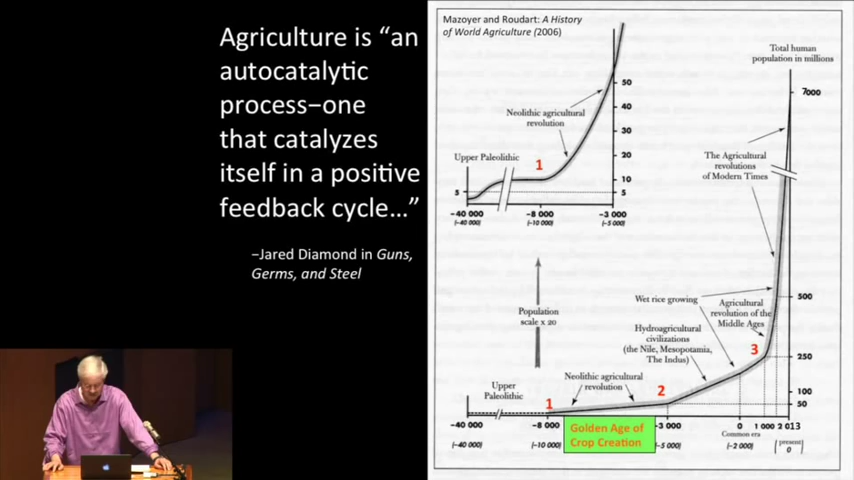 Agriculture is “an
autocatalytic
process–one
that catalyzes
itself in a positive
feedback cycle…”
–Jared Diamond in Guns,
Germs, and Steel
Mazoyer and Roudart: A History
of World Agriculture (2006)
Total human
population in millions
7000
50
40
30
20
10
5
Neolithic agricultural
revolution
Upper Paleolithic
1
5
-40 000
(-40 000)
-8 000
(-10 000)
-3 000
(-5 000)
The Agricultural
revolutions
of Modern Times
Population
scale x 20
Wet rice growing
500
Agricultural
revolution of the
Middle Ages
Hydroagricultural
civilizations
(the Nile, Mesopotamia,
The Indus)
3
250
Neolithic agricultural
revolution
2
Upper
Paleolithic
1
100
50
-40 000
(-40 000)
-8 000
(-10 000)
Golden Age of
Crop Creation
-3 000
(-5 000)
0
1 000
2 013
Common era
(-2 000)
(present
0)